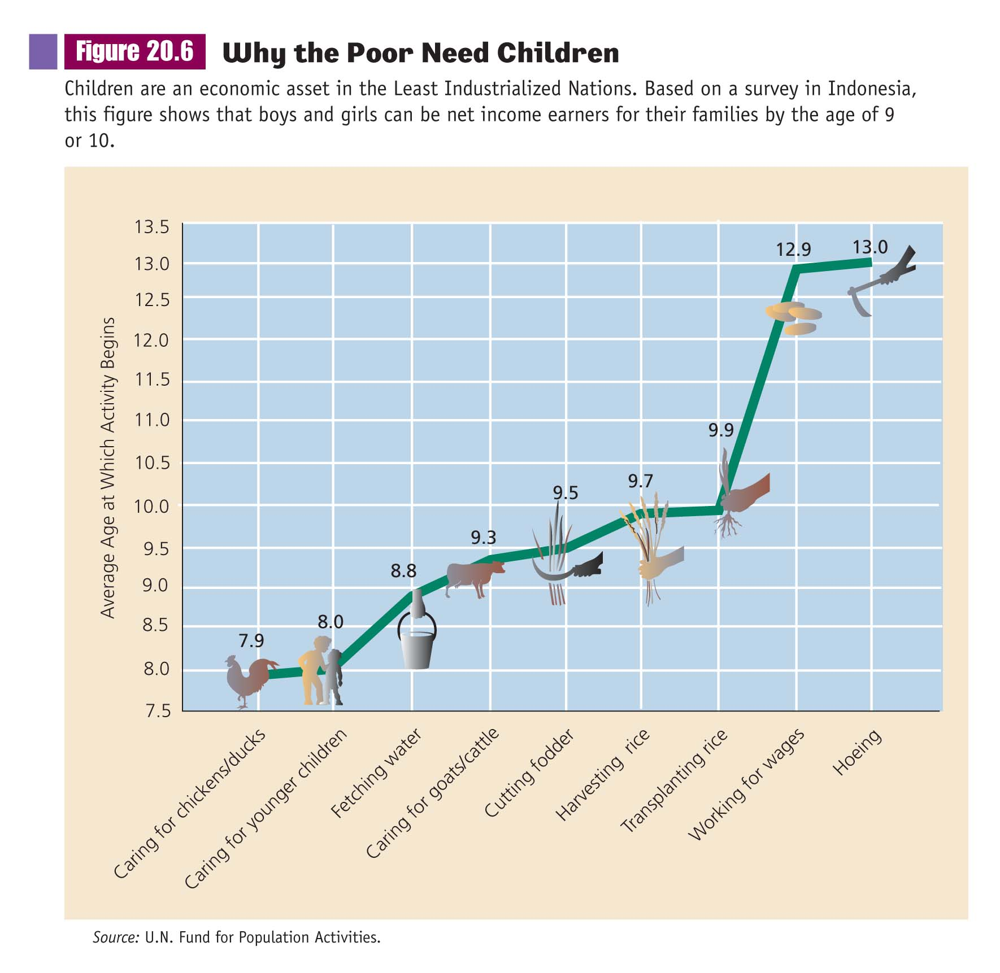 Figure 20.6 Why the Poor Need Children
Children are an economic asset in the Least Industrialized Nations. Based on a survey in Indonesia,
this figure shows that boys and girls can be net income earners for their families by the age of 9
or 10.
Average Age at Which Activity Begins
13.5
13.0
12.5
12.0
11.5
11.0
10.5
10.0
9.5
9.0
8.5
8.0
7.5
7.9
8.0
8.8
9.3
9.5
9.7
9.9
12.9
13.0
Caring for chickens/ducks
Caring for younger children
Fetching water
Caring for goats/cattle
Cutting fodder
Harvesting rice
Transplanting rice
Working for wages
Hoeing
Source: U.N. Fund for Population Activities.